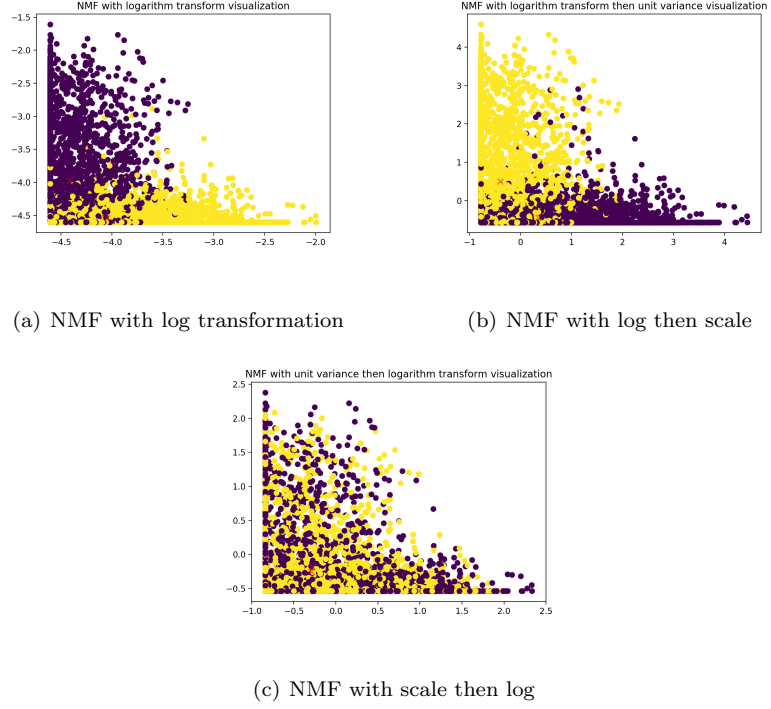 NMF with logarithm transform visualization
−1.5
−2.0
−2.5
−3.0
−3.5
−4.0
−4.5
−4.5 −4.0 −3.5 −3.0 −2.5 −2.0
(a) NMF with log transformation
NMF with logarithm transform then unit variance visualization
4
3
2
1
0
−1 0 1 2 3 4
(b) NMF with log then scale
NMF with unit variance then logarithm transform visualization
2.5
2.0
1.5
1.0
0.5
0.0
−0.5
−1.0 −0.5 0.0 0.5 1.0 1.5 2.0 2.5
(c) NMF with scale then log